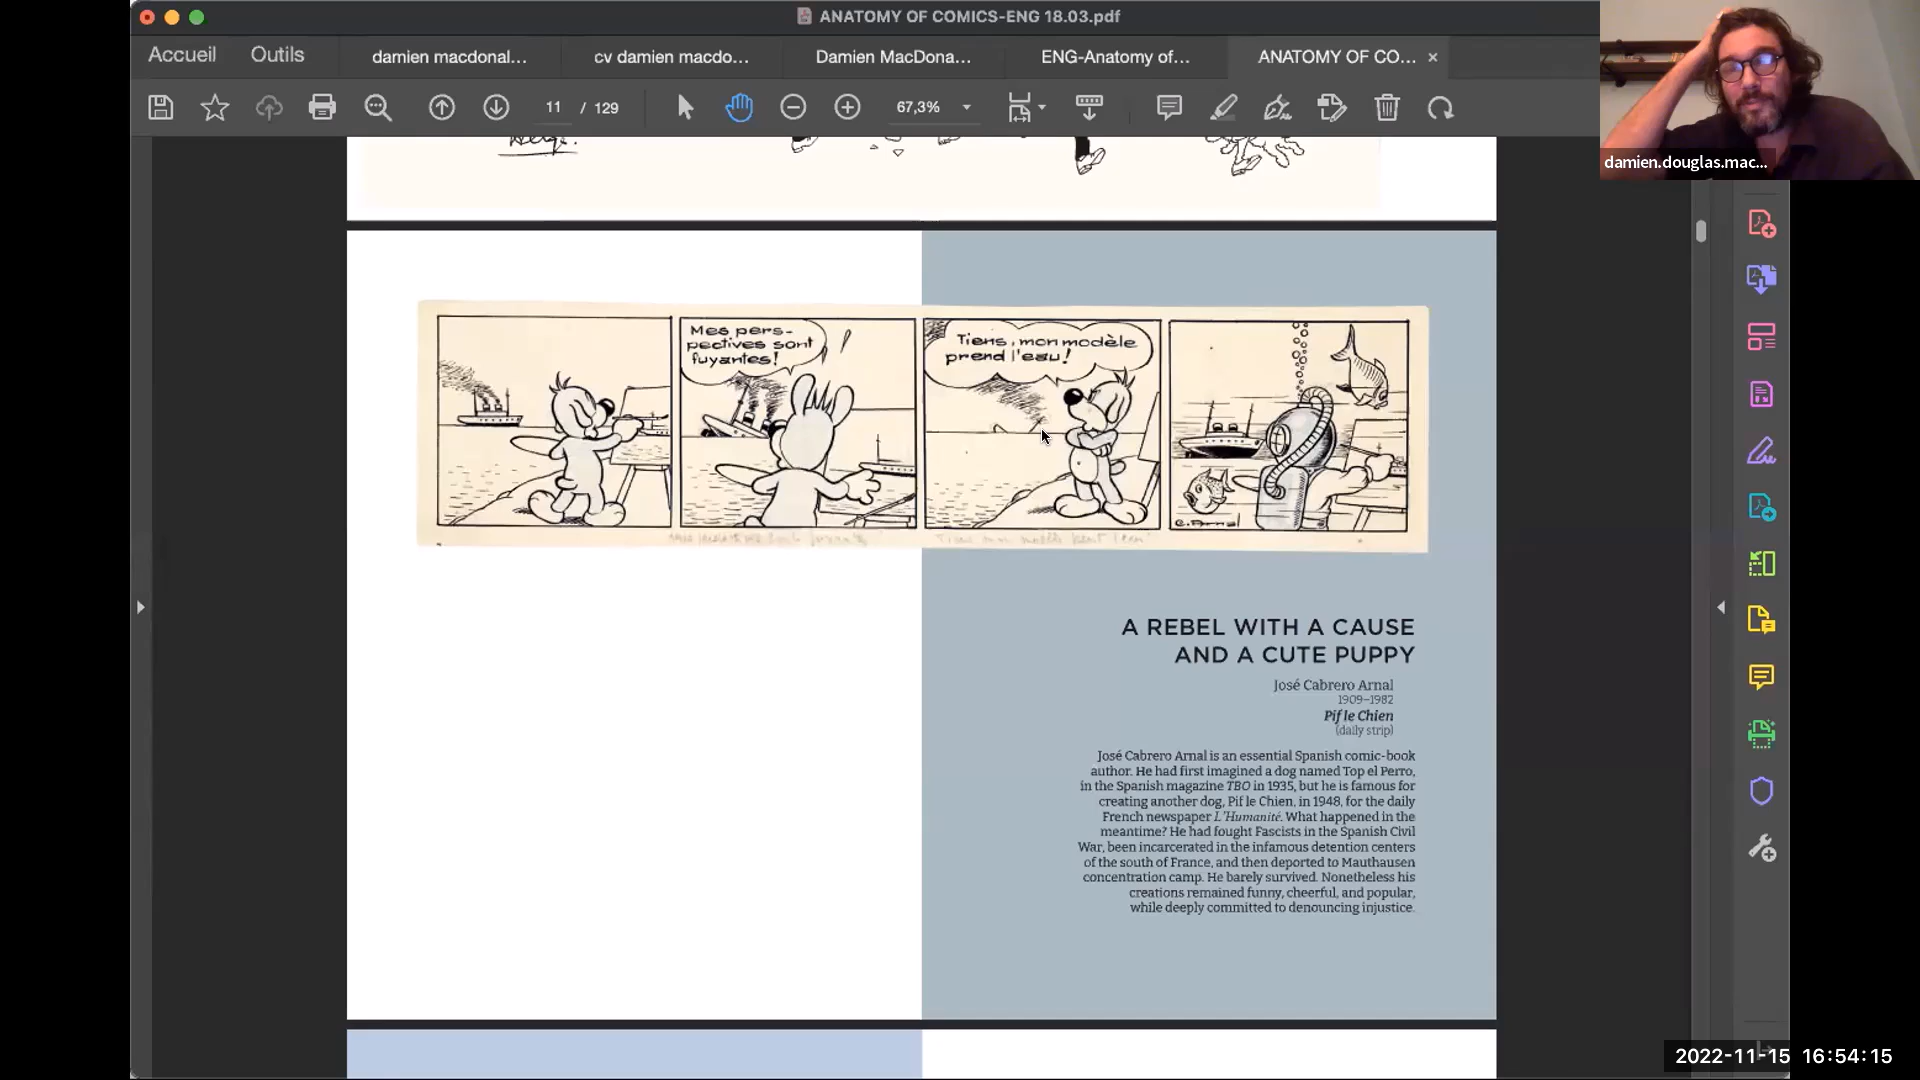 ANATOMY OF COMICS-ENG 18.03.pdf
Accueil
Outils
damien macdonal...
cv damien macdo...
Damien MacDona...
ENG-Anatomy of...
ANATOMY OF CO...
11 / 129
67,3%
damien.douglas.mac...
Mes pers-
pectives sont
fuyantes!
!
Tiens, mon modèle
prend l'eau!
C. Arnal
A REBEL WITH A CAUSE
AND A CUTE PUPPY
José Cabrero Arnal
1909–1982
Pif le Chien
(daily strip)
José Cabrero Arnal is an essential Spanish comic-book
author. He had first imagined a dog named Top el Perro,
in the Spanish magazine TBO in 1935, but he is famous for
creating another dog, Pif le Chien, in 1948, for the daily
French newspaper L'Humanité. What happened in the
meantime? He had fought Fascists in the Spanish Civil
War, been incarcerated in the infamous detention centers
of the south of France, and then deported to Mauthausen
concentration camp. He barely survived. Nonetheless his
creations remained funny, cheerful, and popular,
while deeply committed to denouncing injustice.
2022-11-15 16:54:15